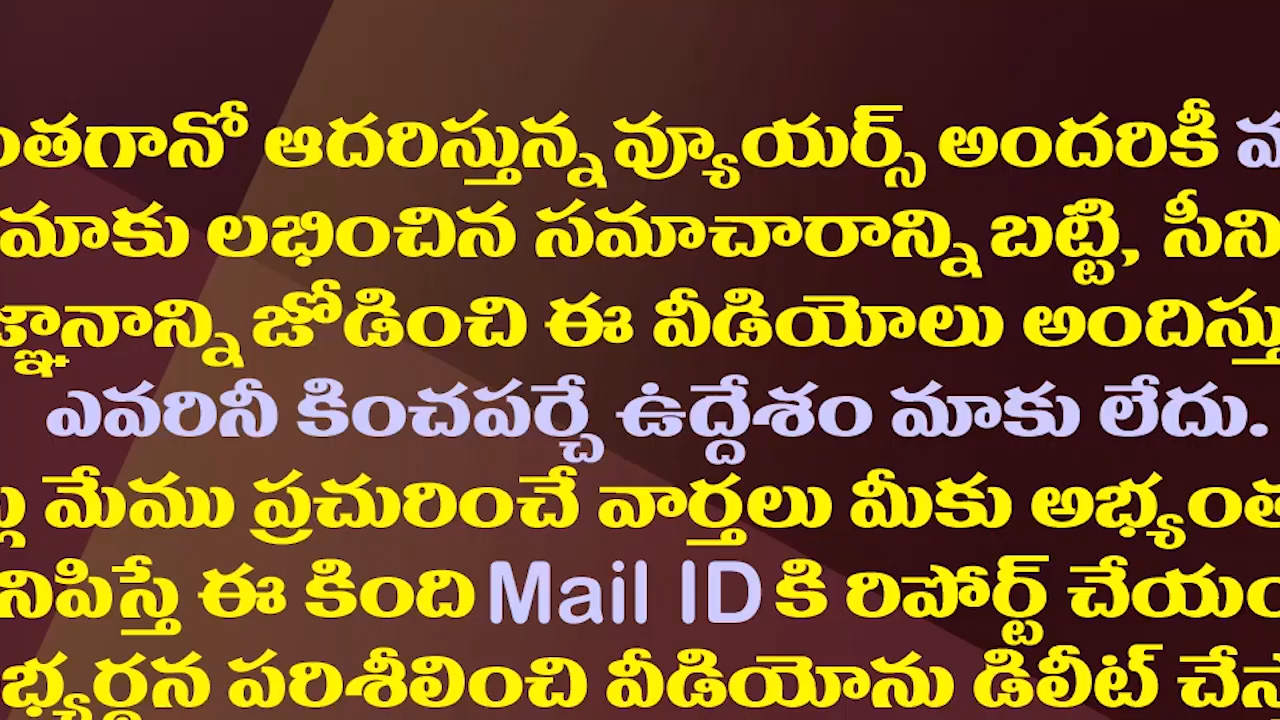 ంతగానో ఆదరిస్తున్న వ్యూయర్స్ అందరికీ
మాకు లభించిన సమాచారాన్ని బట్టి, సీని
జ్ఞానాన్ని జోడించి ఈ వీడియోలు అందిస్తు
ఎవరినీ కించపర్చే ఉద్దేశం మాకు లేదు.
మేము ప్రచురించే వార్తలు మీకు అభ్యంత
నిపిస్తే ఈ కింది Mail ID కి రిపోర్ట్ చేయం
భ్యర్థన పరిశీలించి వీడియోను డిలీట్ చేస